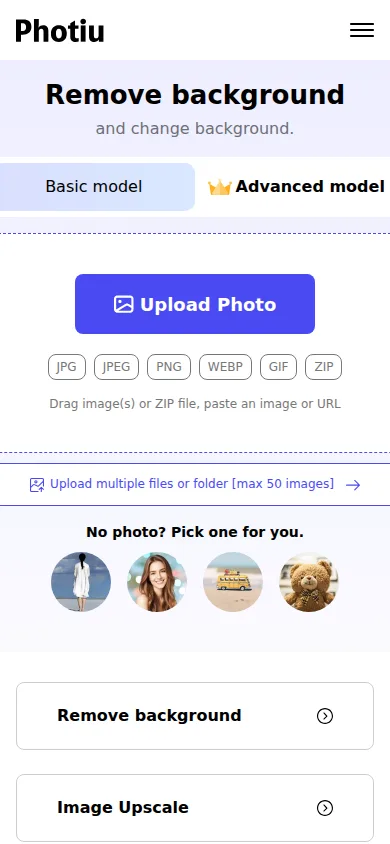 Photiu
Remove background
and change background.
Basic model
Advanced model
Upload Photo
JPG JPEG PNG WEBP GIF ZIP
Drag image(s) or ZIP file, paste an image or URL
Upload multiple files or folder [max 50 images]
No photo? Pick one for you.
Remove background
Image Upscale